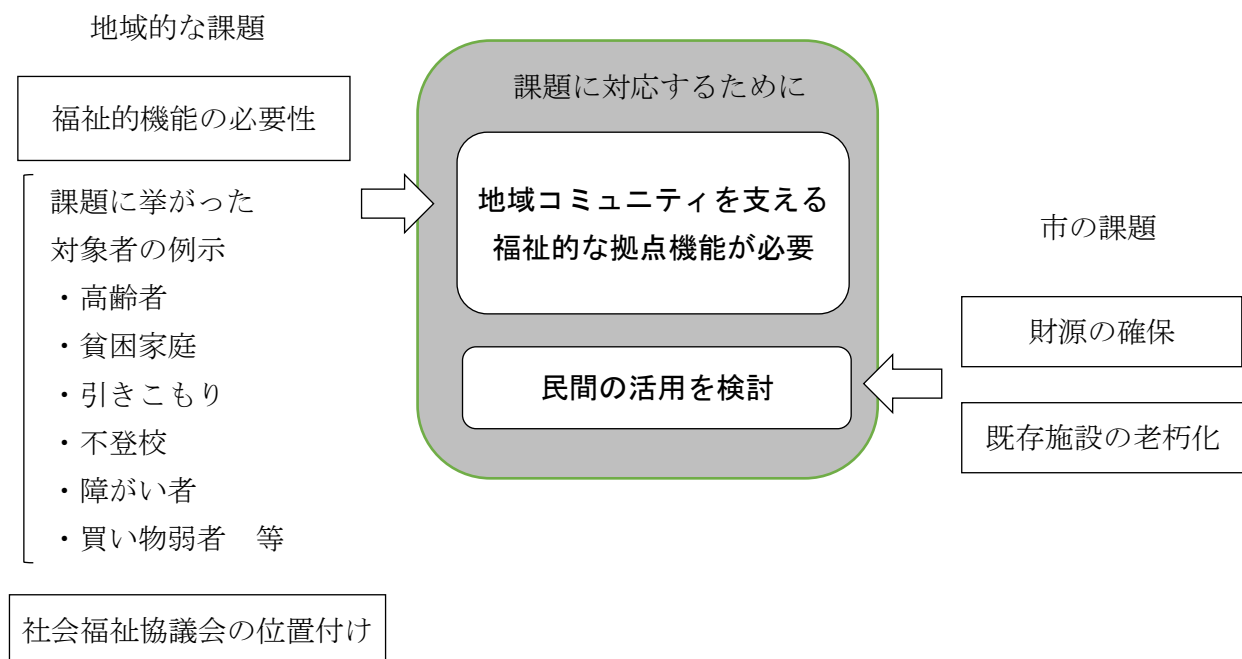 地域的な課題
福祉的機能の必要性
課題に挙がった
対象者の例示
・高齢者
・貧困家庭
・引きこもり
・不登校
・障がい者
・買い物弱者　等
社会福祉協議会の位置付け
課題に対応するために
地域コミュニティを支える
福祉的な拠点機能が必要
民間の活用を検討
市の課題
財源の確保
既存施設の老朽化